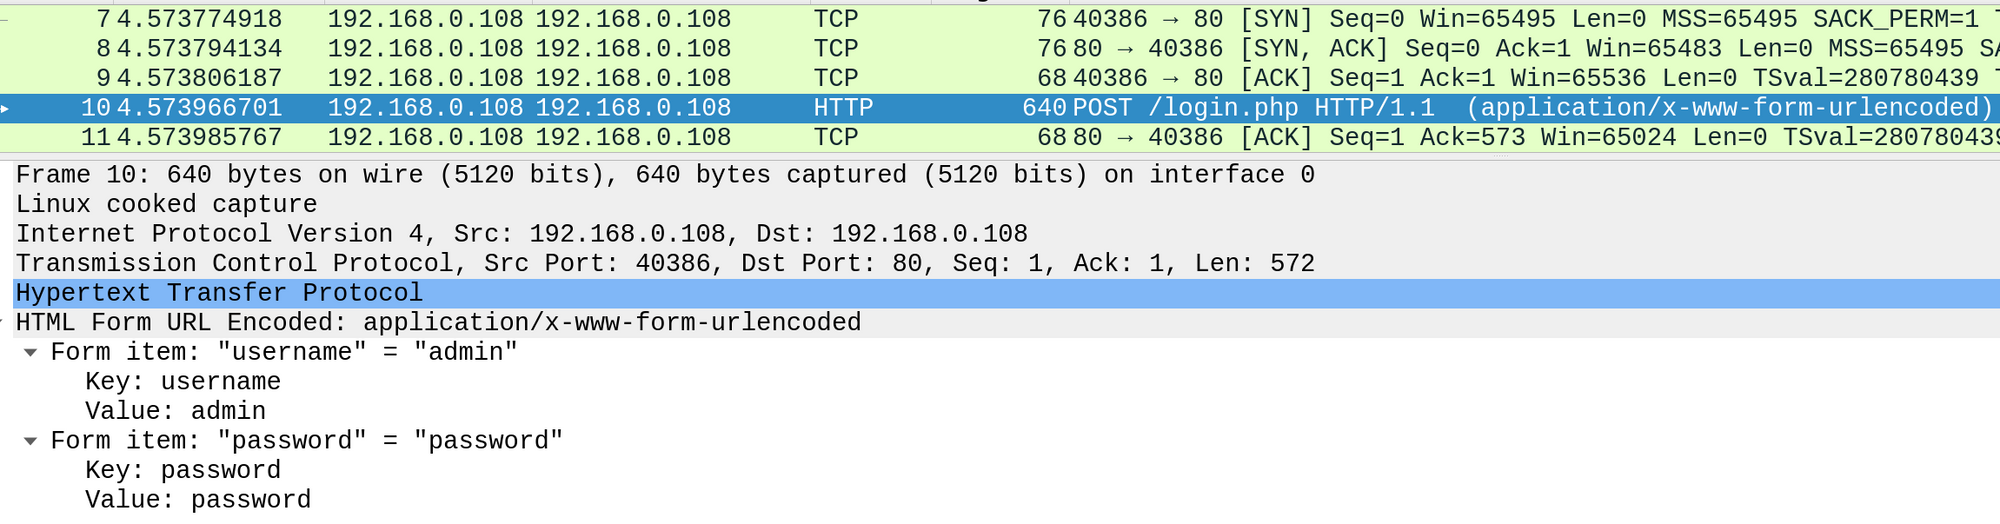 7 4.573774918 192.168.0.108 192.168.0.108 TCP 76 40386 → 80 [SYN] Seq=0 Win=65495 Len=0 MSS=65495 SACK_PERM=1
8 4.573794134 192.168.0.108 192.168.0.108 TCP 76 80 → 40386 [SYN, ACK] Seq=0 Ack=1 Win=65483 Len=0 MSS=65495 SA
9 4.573806187 192.168.0.108 192.168.0.108 TCP 68 40386 → 80 [ACK] Seq=1 Ack=1 Win=65536 Len=0 TSval=280780439
10 4.573966701 192.168.0.108 192.168.0.108 HTTP 640 POST /login.php HTTP/1.1 (application/x-www-form-urlencoded)
11 4.573985767 192.168.0.108 192.168.0.108 TCP 68 80 → 40386 [ACK] Seq=1 Ack=573 Win=65024 Len=0 TSval=280780439
Frame 10: 640 bytes on wire (5120 bits), 640 bytes captured (5120 bits) on interface 0
Linux cooked capture
Internet Protocol Version 4, Src: 192.168.0.108, Dst: 192.168.0.108
Transmission Control Protocol, Src Port: 40386, Dst Port: 80, Seq: 1, Ack: 1, Len: 572
Hypertext Transfer Protocol
HTML Form URL Encoded: application/x-www-form-urlencoded
Form item: "username" = "admin"
Key: username
Value: admin
Form item: "password" = "password"
Key: password
Value: password